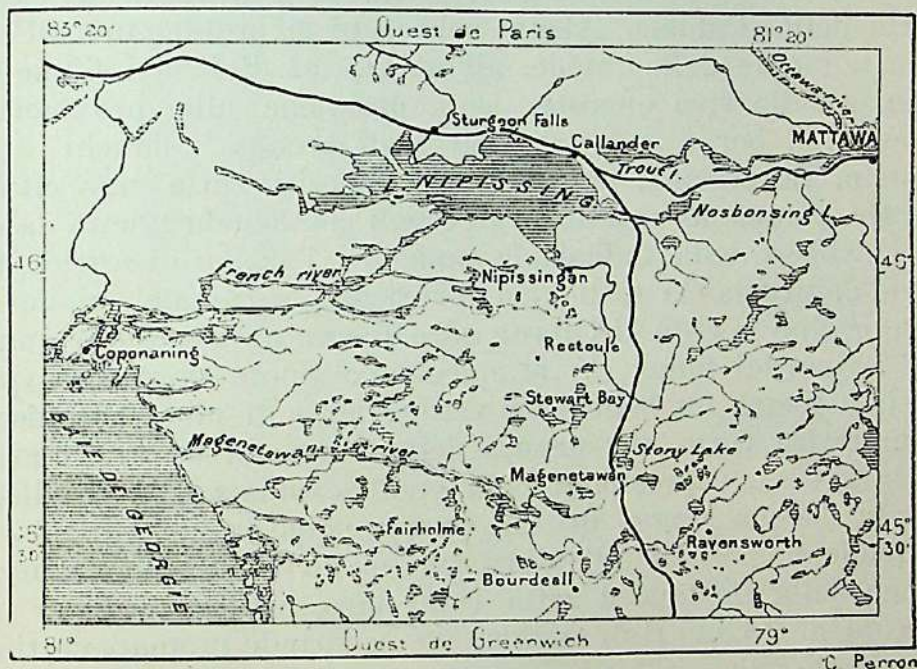 83° 20' Ouest de Paris 81° 20'
Ottawa-river
Sturgeon Falls
MATTAWA
Callander
Trout l.
L. NIPISSING
Nosbonsing L.
46° 46°
French river
Nipissingan
Coponaning
Rectoule
Stewart Bay
BAIE DE GEORGIE
Magenetawan river
Stony Lake
Magenetawan
Fairholme
Ravensworth
45° 30' 45° 30'
Bourdeall
81° Ouest de Greenwich 79°
C. Perron